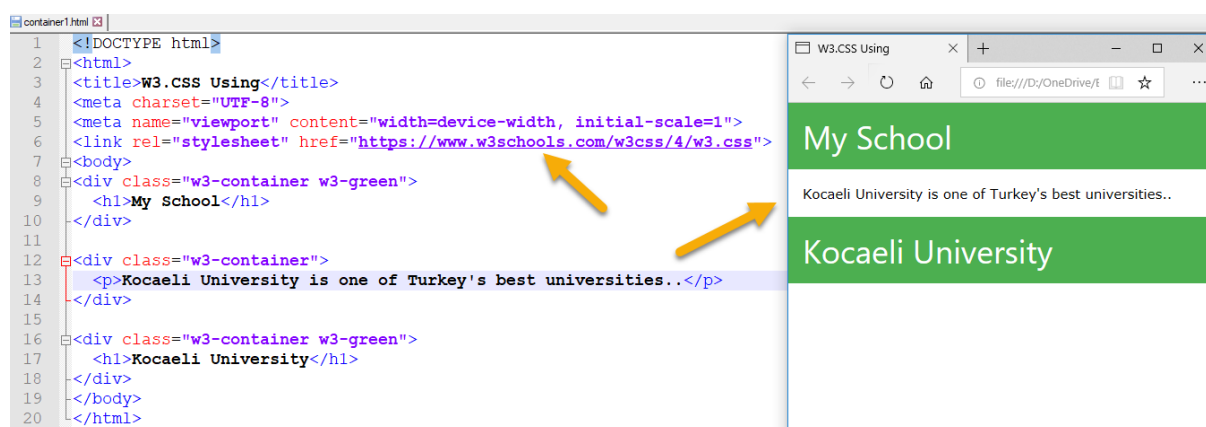 container1.html
1 <!DOCTYPE html>
2 <html>
3 <title>W3.CSS Using</title>
4 <meta charset="UTF-8">
5 <meta name="viewport" content="width=device-width, initial-scale=1">
6 <link rel="stylesheet" href="https://www.w3schools.com/w3css/4/w3.css">
7 <body>
8 <div class="w3-container w3-green">
9 <h1>My School</h1>
10 </div>
11
12 <div class="w3-container">
13 <p>Kocaeli University is one of Turkey's best universities..</p>
14 </div>
15
16 <div class="w3-container w3-green">
17 <h1>Kocaeli University</h1>
18 </div>
19 </body>
20 </html>
W3.CSS Using
file:///D:/OneDrive/E
My School
Kocaeli University is one of Turkey's best universities..
Kocaeli University